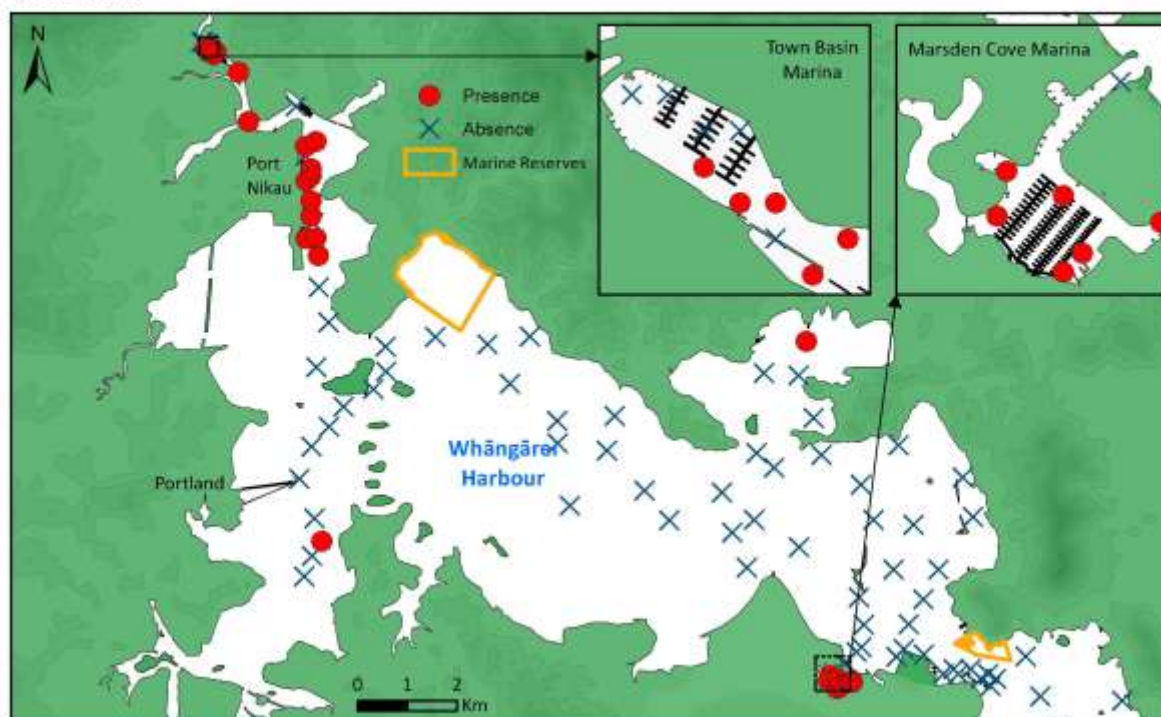 N
Presence
Absence
Marine Reserves
Town Basin
Marina
Marsden Cove Marina
Port
Nikau
Whāngārei
Harbour
Portland
0 1 2
Km